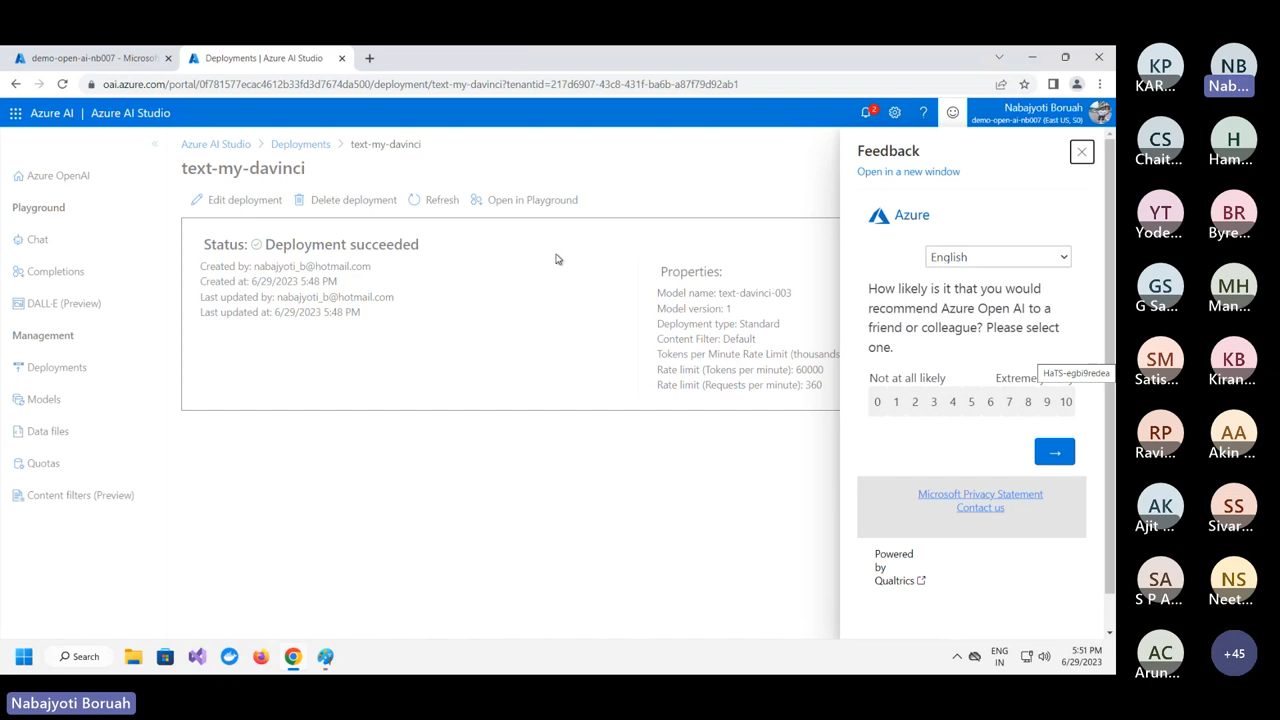 demo-open-ai-nb007 - Microsof
Deployments | Azure AI Studio
oai.azure.com/portal/0f781577ecac4612b33fd3d7674da500/deployment/text-my-davinci?tenantid=217d6907-43c8-431f-ba6b-a87f79d92ab1
Azure AI | Azure AI Studio
2
?
Nabajyoti Boruah
demo-open-ai-nb007 (East US, S0)
Azure OpenAI
Playground
Chat
Completions
DALL·E (Preview)
Management
Deployments
Models
Data files
Quotas
Content filters (Preview)
Azure AI Studio > Deployments > text-my-davinci
text-my-davinci
Edit deployment
Delete deployment
Refresh
Open in Playground
Status: Deployment succeeded
Created by: nabajyoti_b@hotmail.com
Created at: 6/29/2023 5:48 PM
Last updated by: nabajyoti_b@hotmail.com
Last updated at: 6/29/2023 5:48 PM
Properties:
Model name: text-davinci-003
Model version: 1
Deployment type: Standard
Content Filter: Default
Tokens per Minute Rate Limit (thousands
Rate limit (Tokens per minute): 60000
Rate limit (Requests per minute): 360
Feedback
Open in a new window
Azure
English
How likely is it that you would
recommend Azure Open AI to a
friend or colleague? Please select
one.
HaTS-egbi9redea
Not at all likely
Extreme
0 1 2 3 4 5 6 7 8 9 10
→
Microsoft Privacy Statement
Contact us
Powered
by
Qualtrics
Search
ENG
IN
5:51 PM
6/29/2023
KP
KAR...
NB
Nab...
CS
Chait...
H
Ham...
YT
Yode...
BR
Byre...
GS
G Sa...
MH
Man...
SM
Satis...
KB
Kiran...
RP
Ravi...
AA
Akin ...
AK
Ajit ...
SS
Sivar...
SA
S P A...
NS
Neet...
AC
Arun...
+45
Nabajyoti Boruah